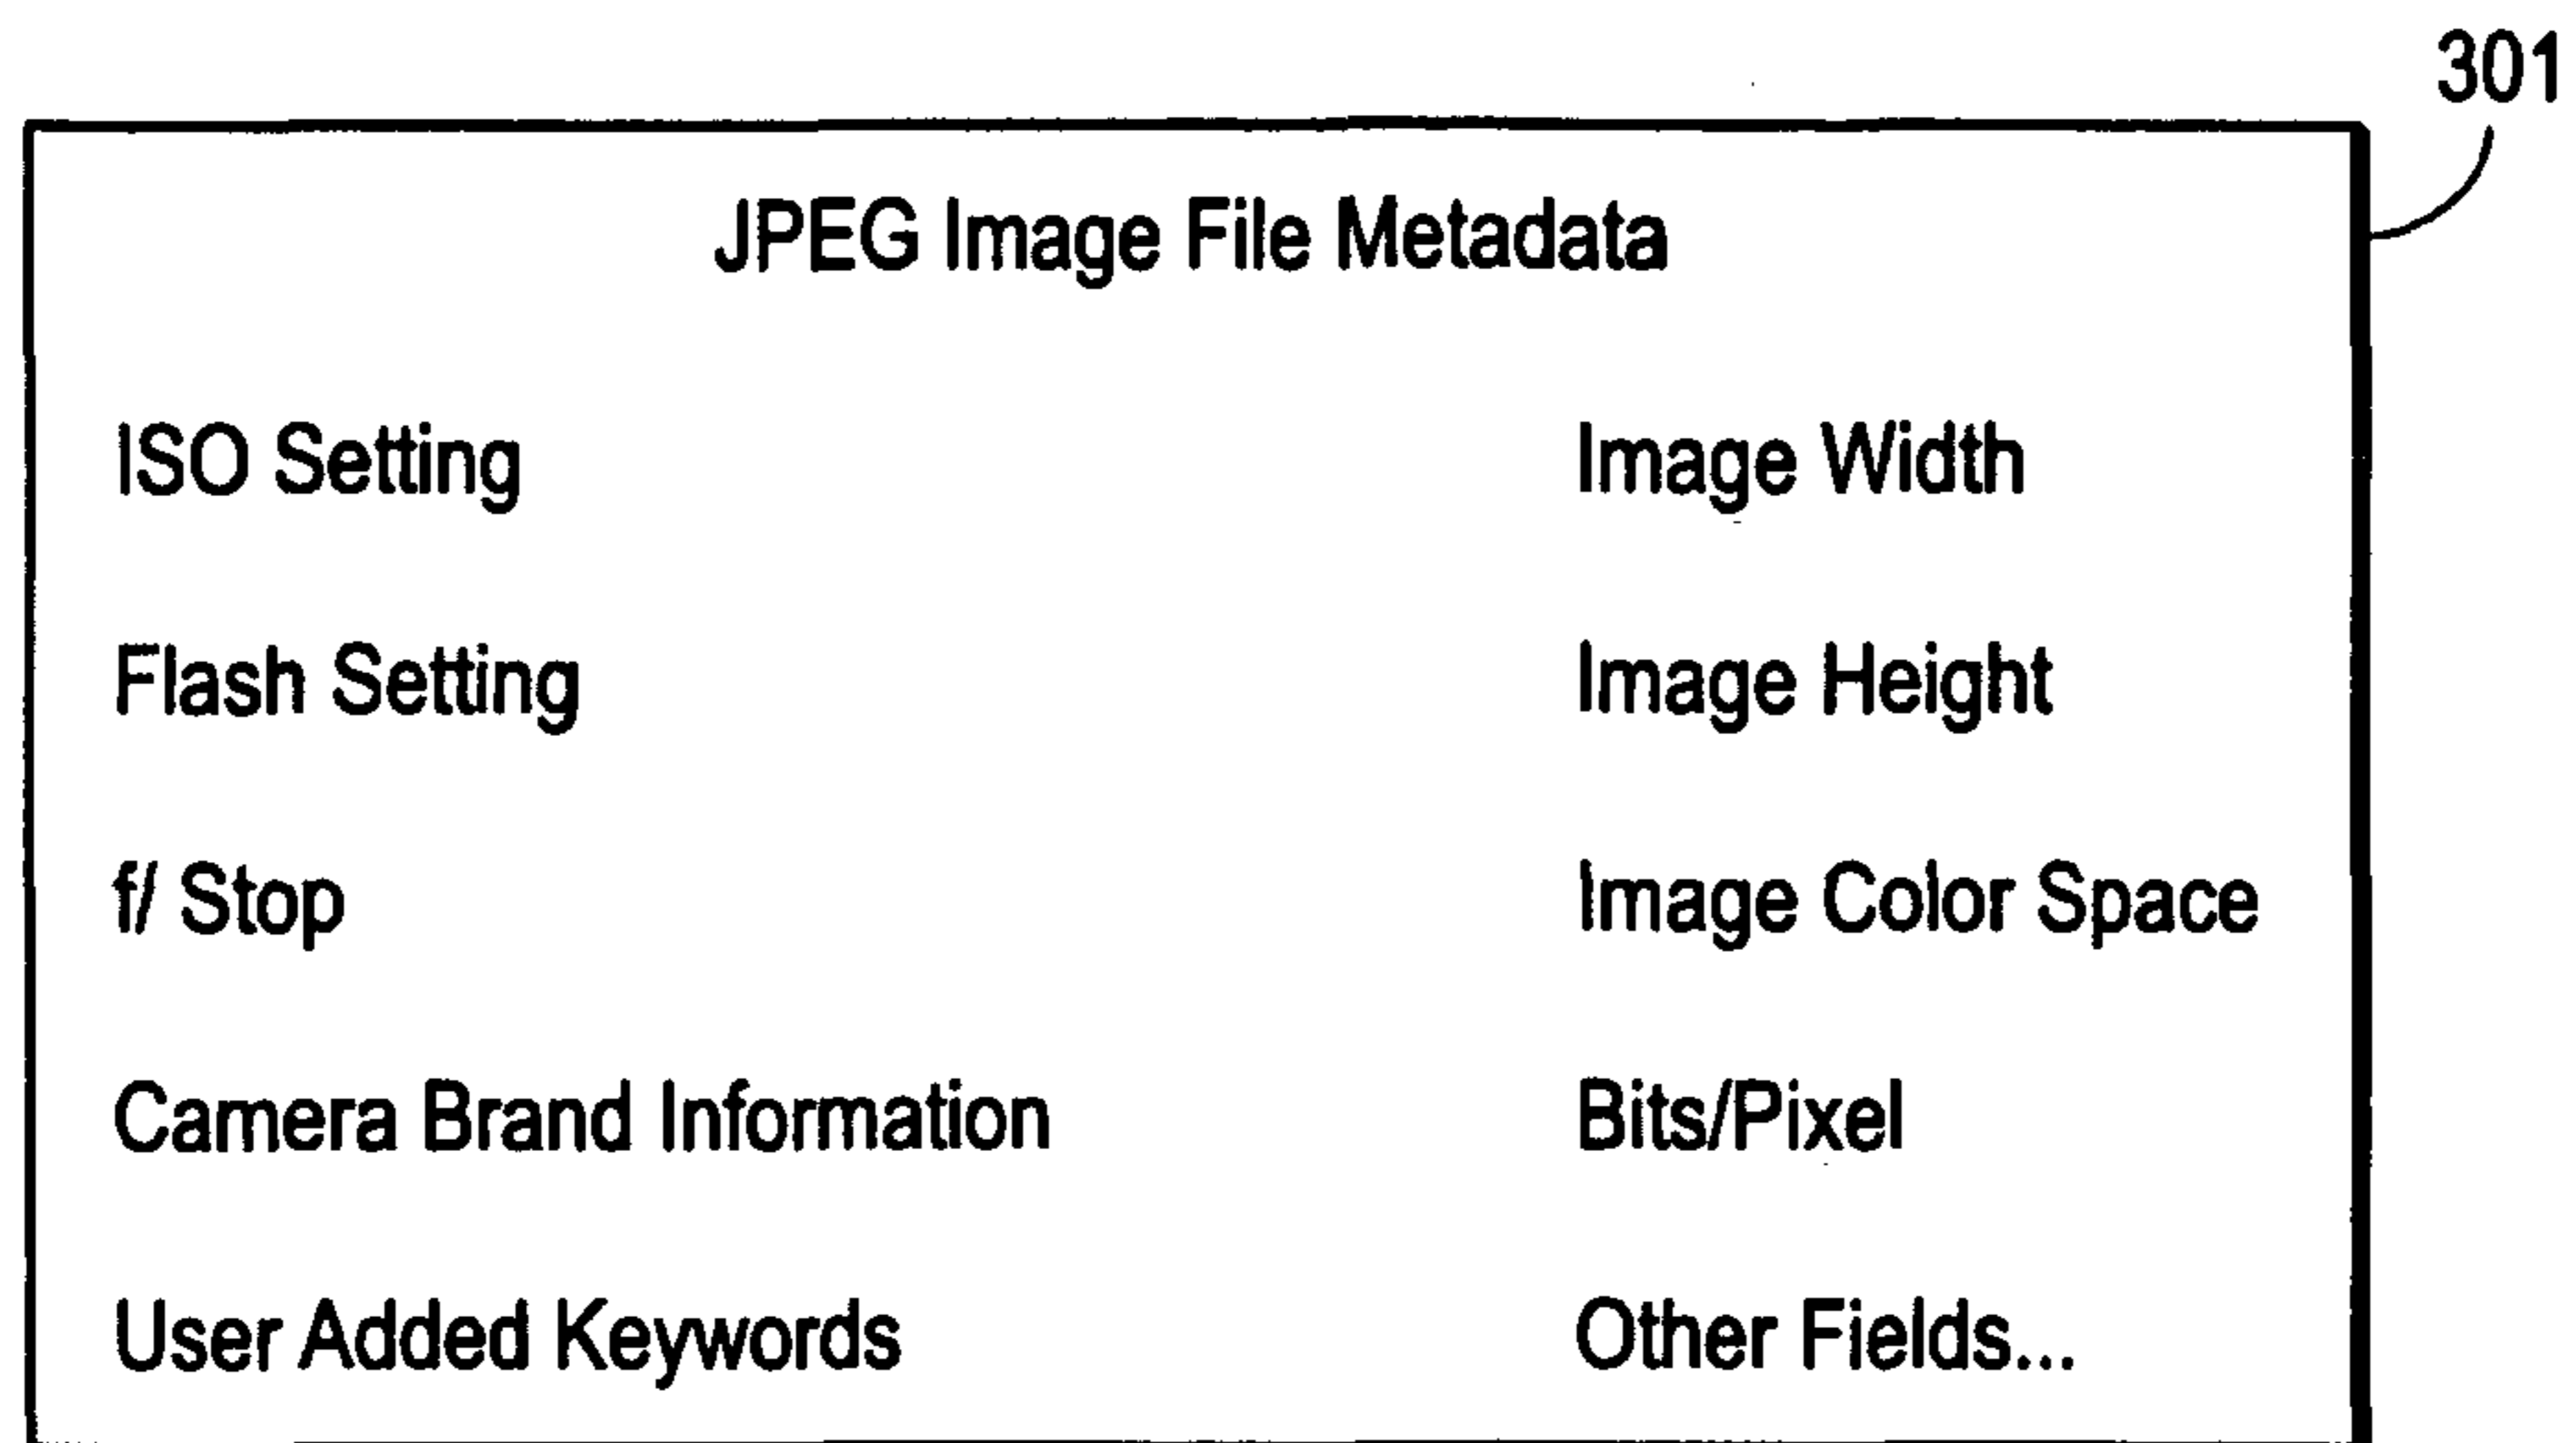 301
JPEG Image File Metadata
ISO Setting
Image Width
Flash Setting
Image Height
f/ Stop
Image Color Space
Camera Brand Information
Bits/Pixel
User Added Keywords
Other Fields...